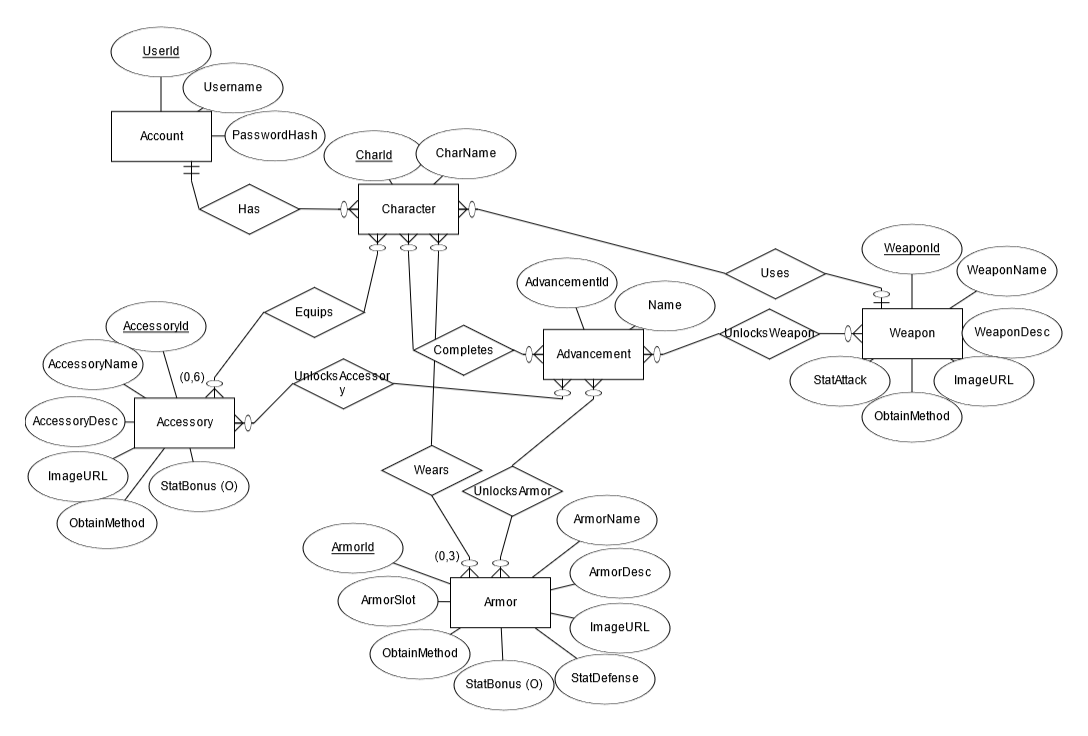 UserId
Username
Account
PasswordHash
CharId
CharName
Has
Character
WeaponId
WeaponName
Uses
AdvancementId
Name
Equips
AccessoryId
UnlocksWeapon
Weapon
WeaponDesc
Completes
Advancement
AccessoryName
(0,6)
UnlocksAccessor
y
StatAttack
ImageURL
ObtainMethod
AccessoryDesc
Accessory
ImageURL
StatBonus (O)
ObtainMethod
Wears
UnlocksArmor
ArmorName
ArmorId
(0,3)
ArmorDesc
ArmorSlot
Armor
ImageURL
ObtainMethod
StatBonus (O)
StatDefense